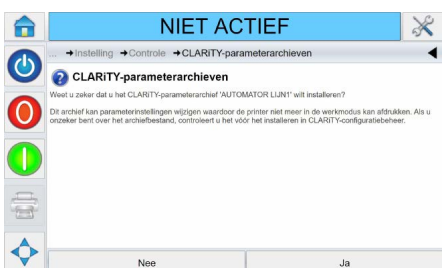 NIET ACTIEF
... ➔Instelling ➔Controle ➔CLARiTY-parameterarchieven
CLARiTY-parameterarchieven
Weet u zeker dat u het CLARiTY-parameterarchief 'AUTOMATOR LIJN1' wilt installeren?
Dit archief kan parameterinstellingen wijzigen waardoor de printer niet meer in de werkmodus kan afdrukken. Als u
onzeker bent over het archiefbestand, controleert u het vóór het installeren in CLARiTY-configuratiebeheer.
Nee
Ja